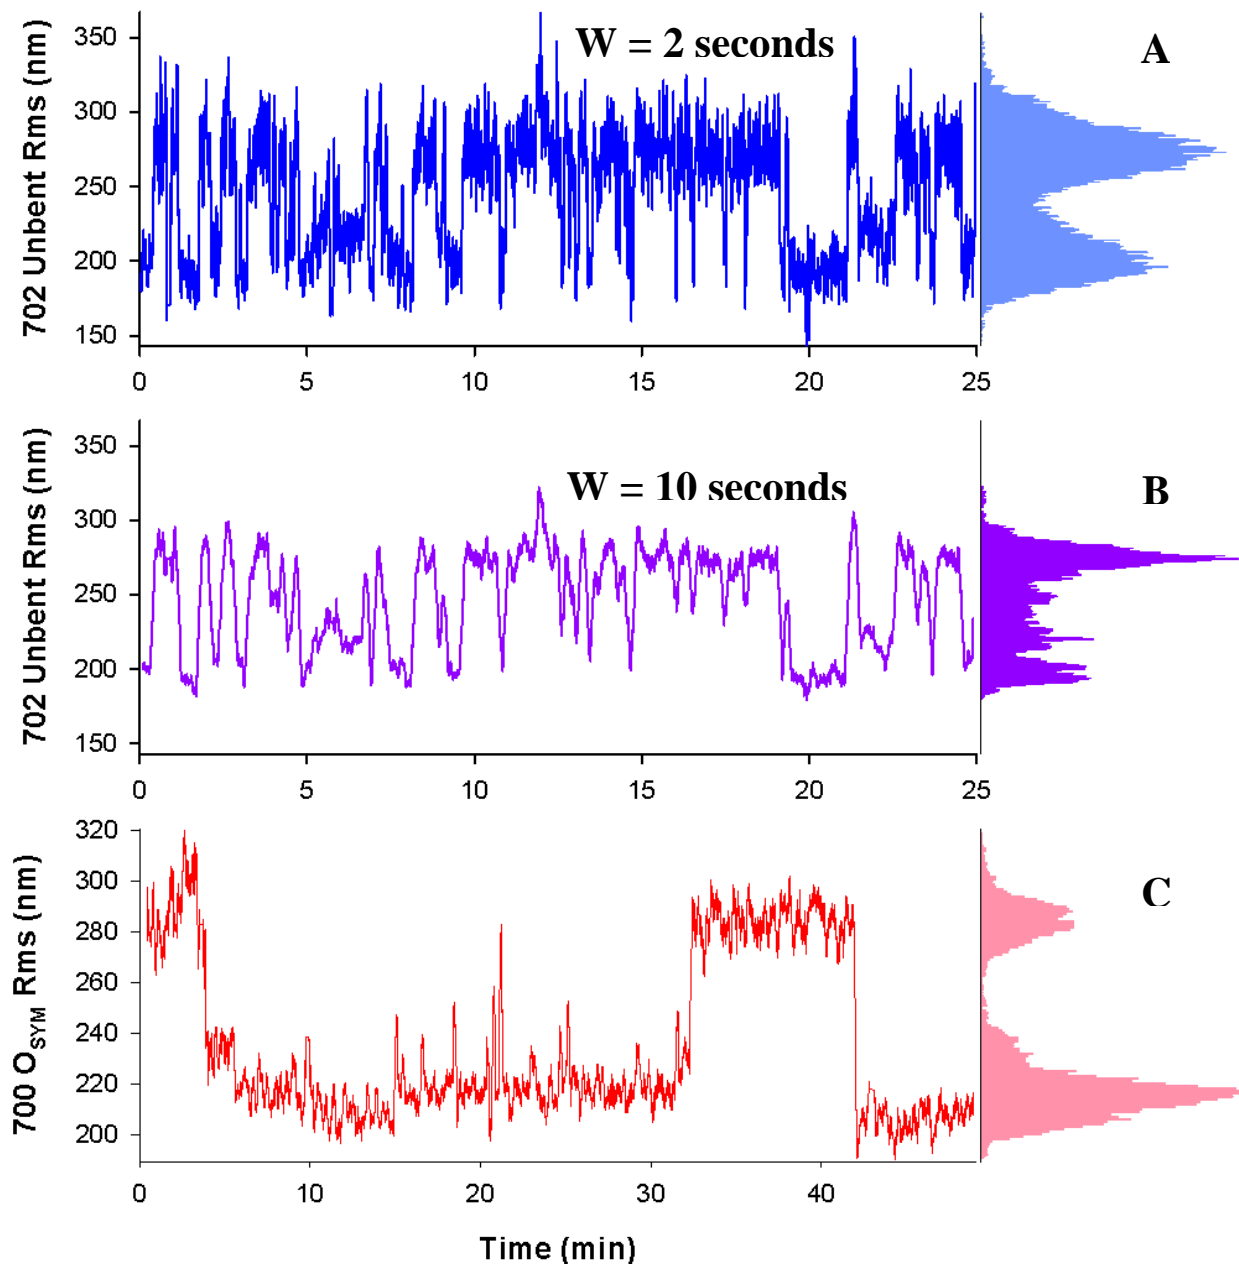 702 Unbent Rms (nm)
350
300
250
200
150
W = 2 seconds
A
0 5 10 15 20 25
702 Unbent Rms (nm)
350
300
250
200
150
W = 10 seconds
B
0 5 10 15 20 25
700 OSYM Rms (nm)
320
300
280
260
240
220
200
C
0 10 20 30 40
Time (min)